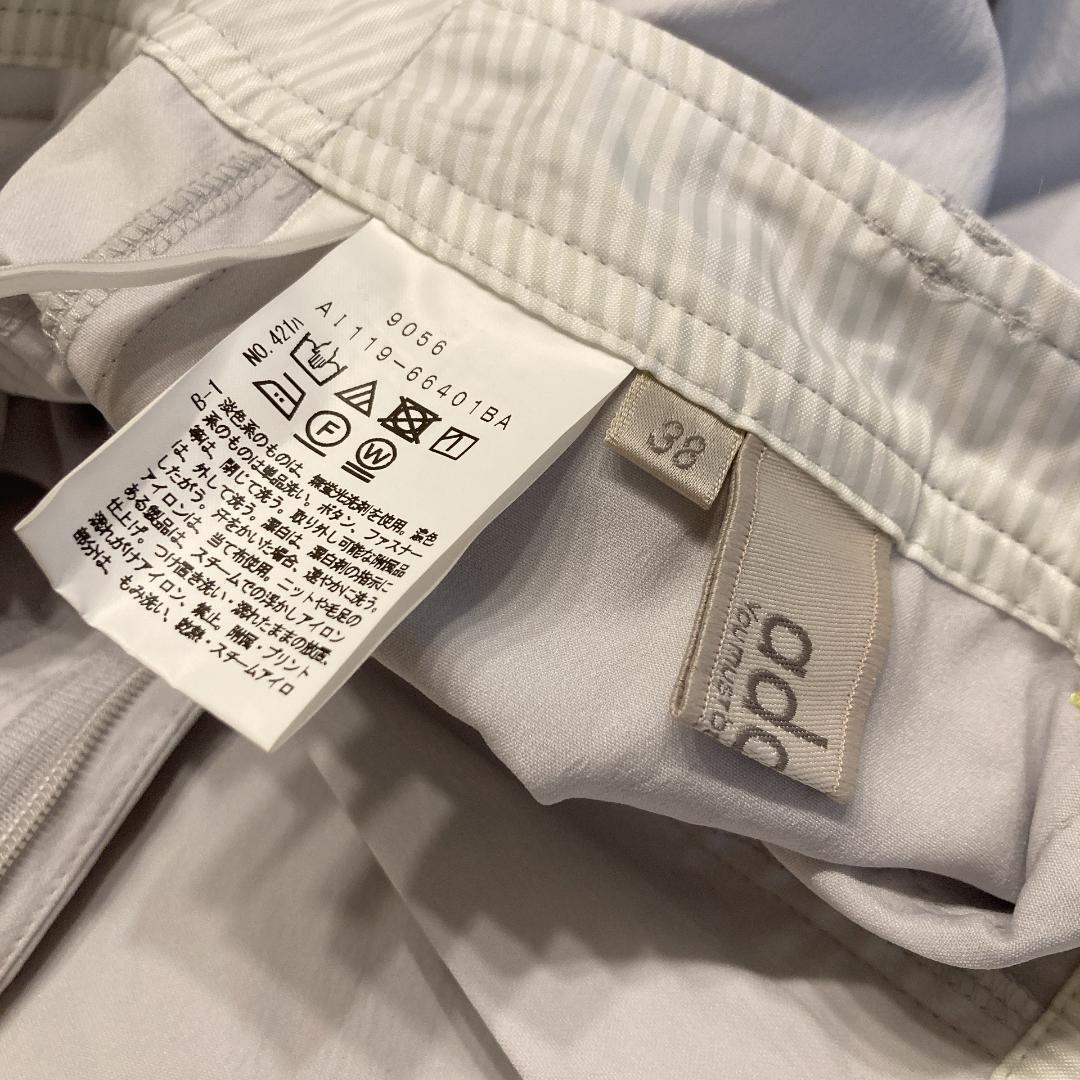 9056
AI119-66401BA
NO.421ハ
F
W
B-1
淡色系のものは、無蛍光洗剤を使用。濃色
系のものは単品洗い。ボタン、ファスナー
等は、閉じて洗う。取り外し可能な附属品
は、外して洗う。漂白は、漂白剤の指示に
したがう。汗をかいた場合、速やかに洗う。
アイロンは、当て布使用。ニットや毛足の
ある製品は、スチームでの浮かしアイロン
仕上げ。つけ置き洗い・濡れたままの放置、
濡れがけアイロン、禁止。附属・プリント
部分は、もみ洗い、乾熱・スチームアイロ
38
ada
YOUMUST